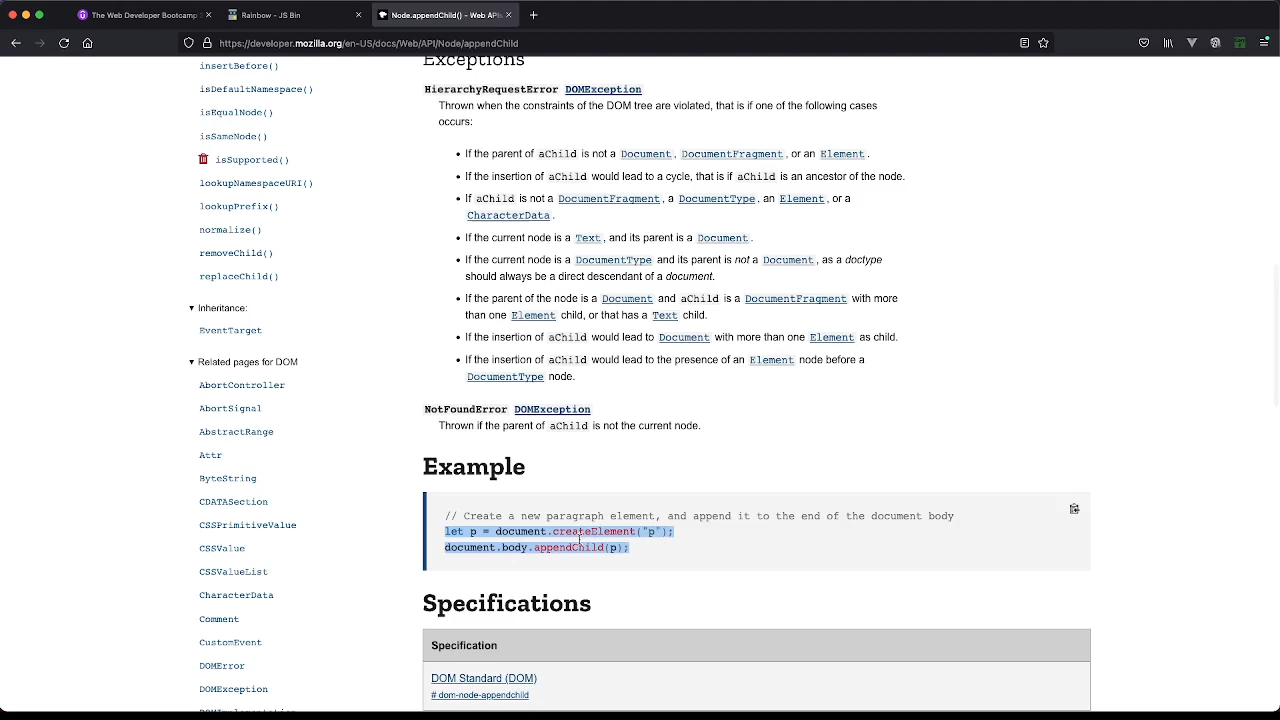 The Web Developer Bootcamp
Rainbow - JS Bin
Node.appendChild() - Web APIs
https://developer.mozilla.org/en-US/docs/Web/API/Node/appendChild
insertBefore()
isDefaultNamespace()
isEqualNode()
isSameNode()
isSupported()
lookupNamespaceURI()
lookupPrefix()
normalize()
removeChild()
replaceChild()
Inheritance:
EventTarget
Related pages for DOM
AbortController
AbortSignal
AbstractRange
Attr
ByteString
CDATASection
CSSPrimitiveValue
CSSValue
CSSValueList
CharacterData
Comment
CustomEvent
DOMError
DOMException
DOMImplementation
Exceptions
HierarchyRequestError DOMException
Thrown when the constraints of the DOM tree are violated, that is if one of the following cases
occurs:
• If the parent of aChild is not a Document, DocumentFragment, or an Element.
• If the insertion of aChild would lead to a cycle, that is if aChild is an ancestor of the node.
• If aChild is not a DocumentFragment, a DocumentType, an Element, or a
CharacterData.
• If the current node is a Text, and its parent is a Document.
• If the current node is a DocumentType and its parent is not a Document, as a doctype
should always be a direct descendant of a document.
• If the parent of the node is a Document and aChild is a DocumentFragment with more
than one Element child, or that has a Text child.
• If the insertion of aChild would lead to Document with more than one Element as child.
• If the insertion of aChild would lead to the presence of an Element node before a
DocumentType node.
NotFoundError DOMException
Thrown if the parent of aChild is not the current node.
Example
// Create a new paragraph element, and append it to the end of the document body
let p = document.createElement("p");
document.body.appendChild(p);
Specifications
Specification
DOM Standard (DOM)
# dom-node-appendchild